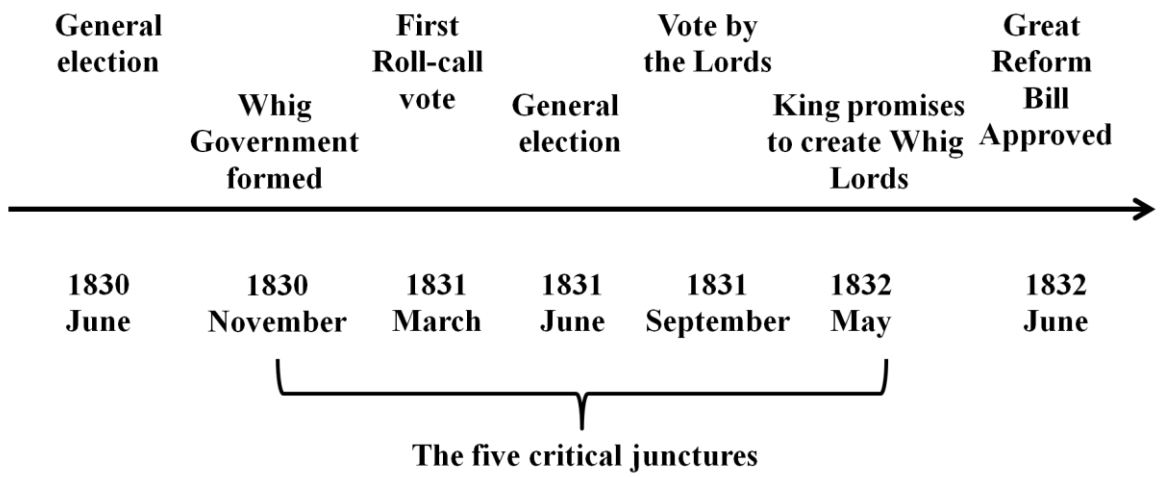 General
election
Whig
Government
formed
First
Roll-call
vote
General
election
Vote by
the Lords
King promises
to create Whig
Lords
Great
Reform
Bill
Approved
1830
June
1830
November
1831
March
1831
June
1831
September
1832
May
1832
June
The five critical junctures